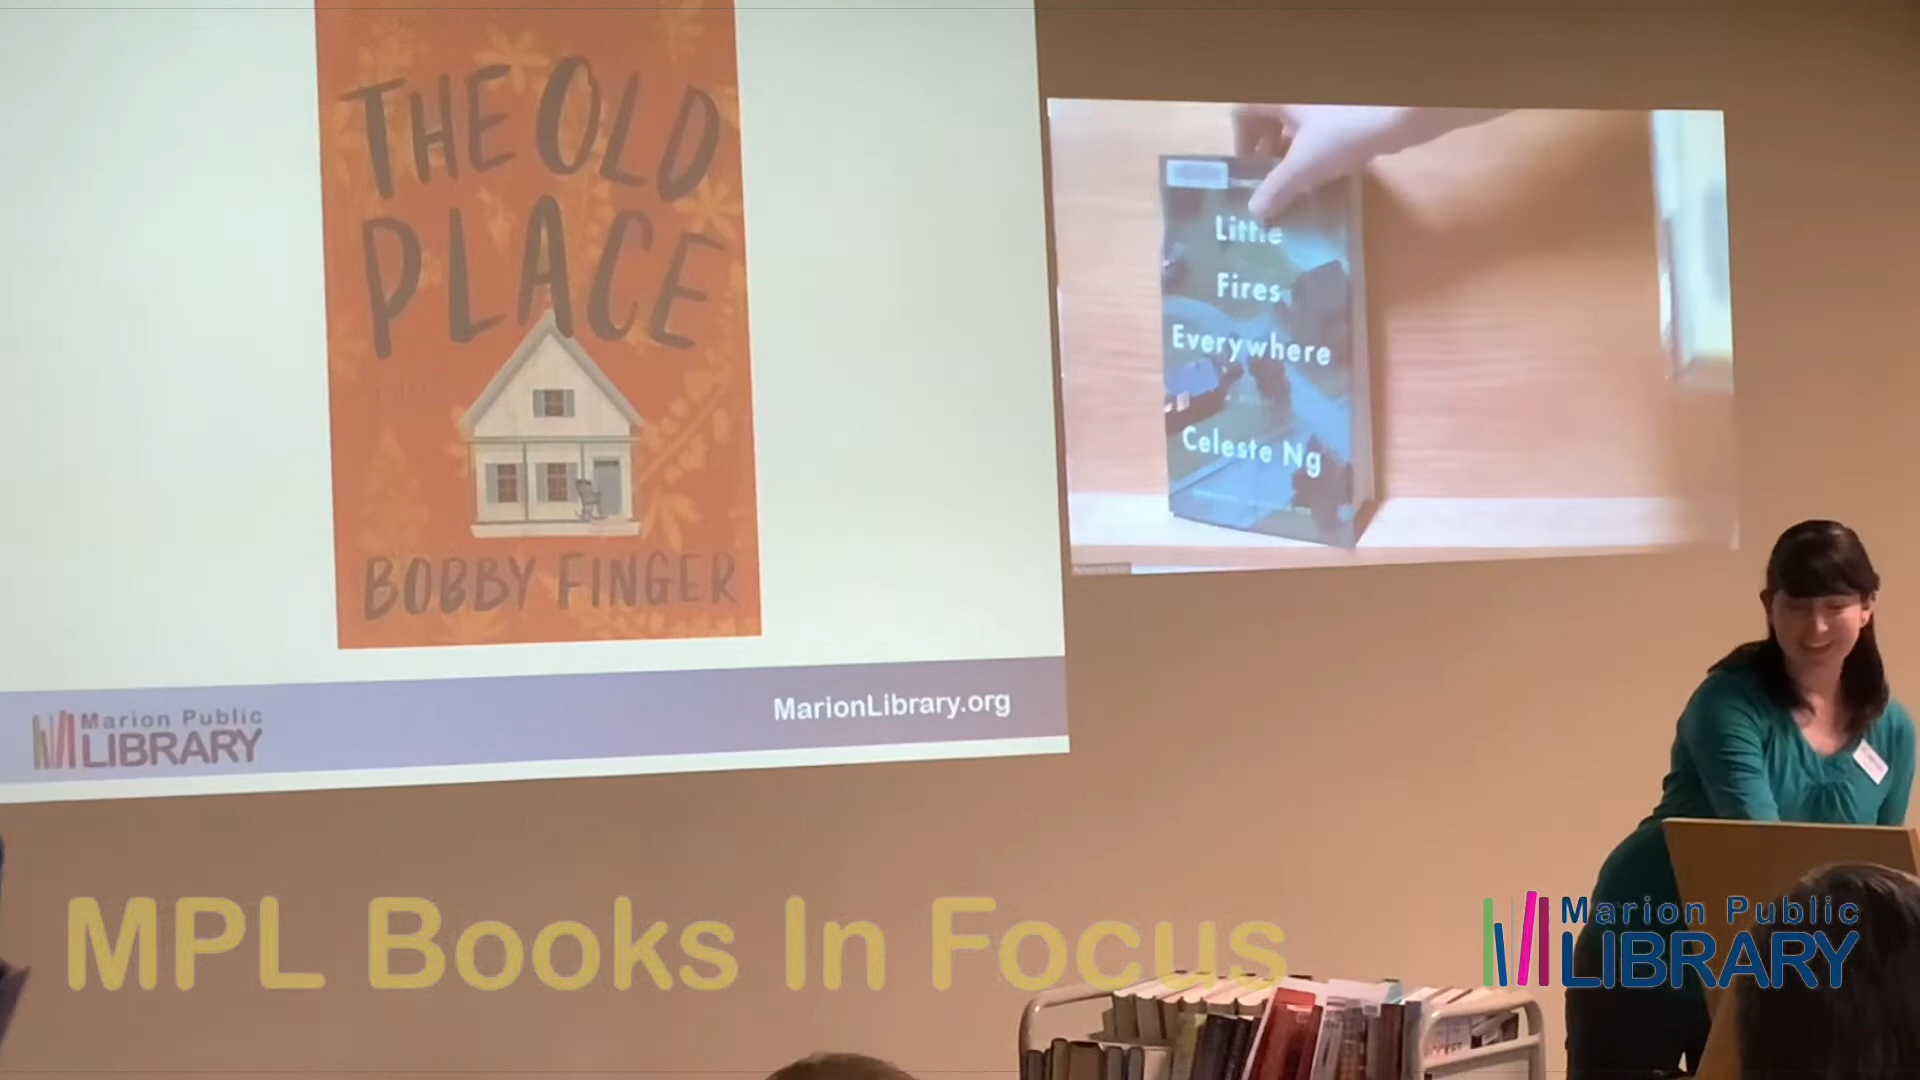 THE OLD
PLACE
BOBBY FINGER
Marion Public
LIBRARY
MarionLibrary.org
Little
Fires
Everywhere
Celeste Ng
MPL Books In Focus
Marion Public
LIBRARY